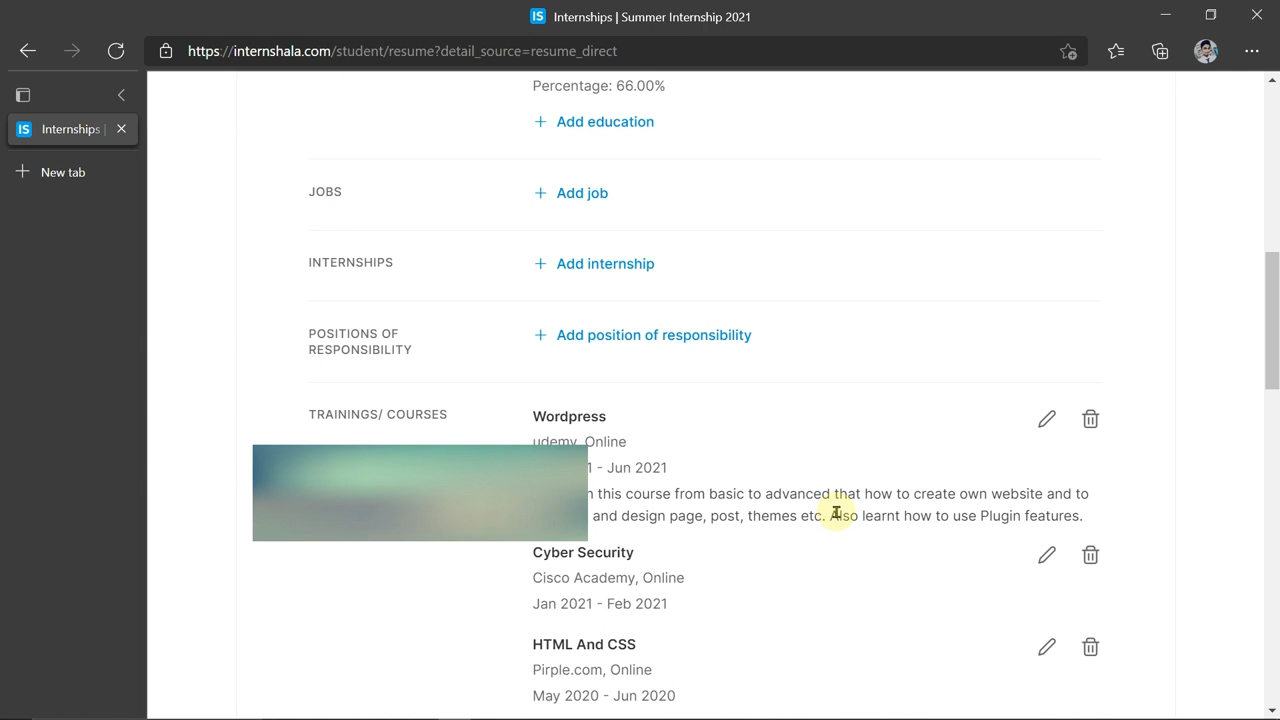 Internships | Summer Internship 2021
https://internshala.com/student/resume?detail_source=resume_direct
Internships |
New tab
Percentage: 66.00%
+ Add education
JOBS
+ Add job
INTERNSHIPS
+ Add internship
POSITIONS OF
RESPONSIBILITY
+ Add position of responsibility
TRAININGS/ COURSES
Wordpress
udemy, Online
- Jun 2021
this course from basic to advanced that how to create own website and to
and design page, post, themes etc. Also learnt how to use Plugin features.
Cyber Security
Cisco Academy, Online
Jan 2021 - Feb 2021
HTML And CSS
Pirple.com, Online
May 2020 - Jun 2020